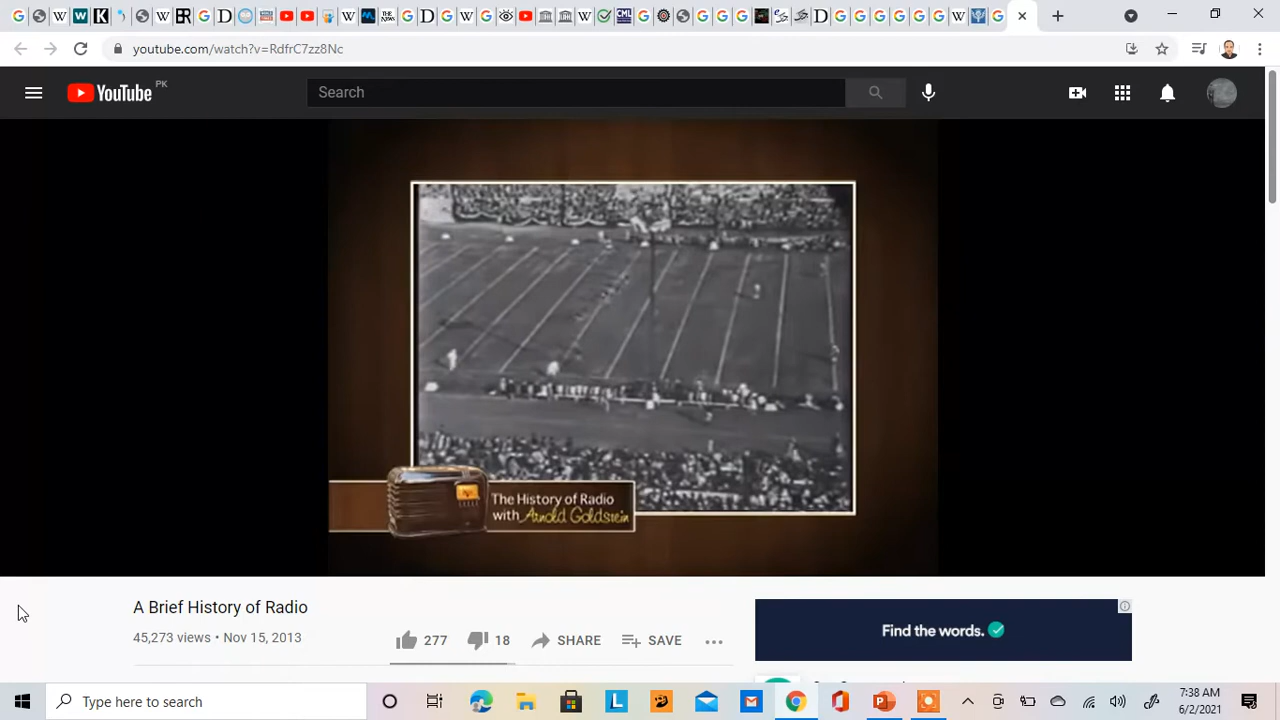 youtube.com/watch?v=RdfrC7zz8Nc
YouTube PK
Search
The History of Radio
with Arnold Goldstein
A Brief History of Radio
45,273 views • Nov 15, 2013
277
18
SHARE
SAVE
Find the words.
Type here to search
7:38 AM
6/2/2021